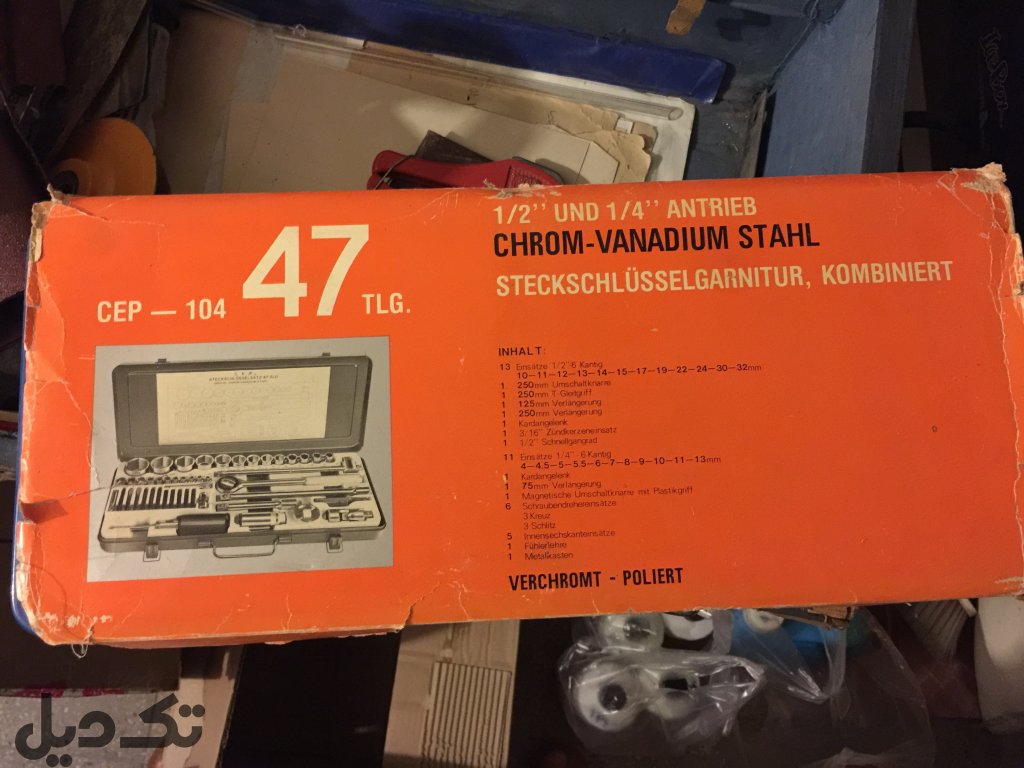 1/2'' UND 1/4'' ANTRIEB
CHROM-VANADIUM STAHL
STECKSCHLÜSSELGARNITUR, KOMBINIERT
CEP — 104 47 TLG.
INHALT:
13 Einsätze 1/2'' 6 Kantig
10-11-12-13-14-15-17-19-22-24-30-32mm
1 250mm Umschaltknarre
1 250mm T-Gleitgriff
1 125mm Verlängerung
1 250mm Verlängerung
1 Kardangelenk
1 3/16'' Zündkerzeneinsatz
1 1/2'' Schnellgangrad
11 Einsätze 1/4'' 6 Kantig
4-4.5-5-5.5-6-7-8-9-10-11-13mm
1 Kardangelenk
1 75mm Verlängerung
1 Magnetische Umschaltknarre mit Plastikgriff
6 Schraubendrehereinsätze
3 Kreuz
3 Schlitz
5 Innensechskanteinsätze
1 Fühlerlehre
1 Metallkasten
VERCHROMT - POLIERT
تک دیل